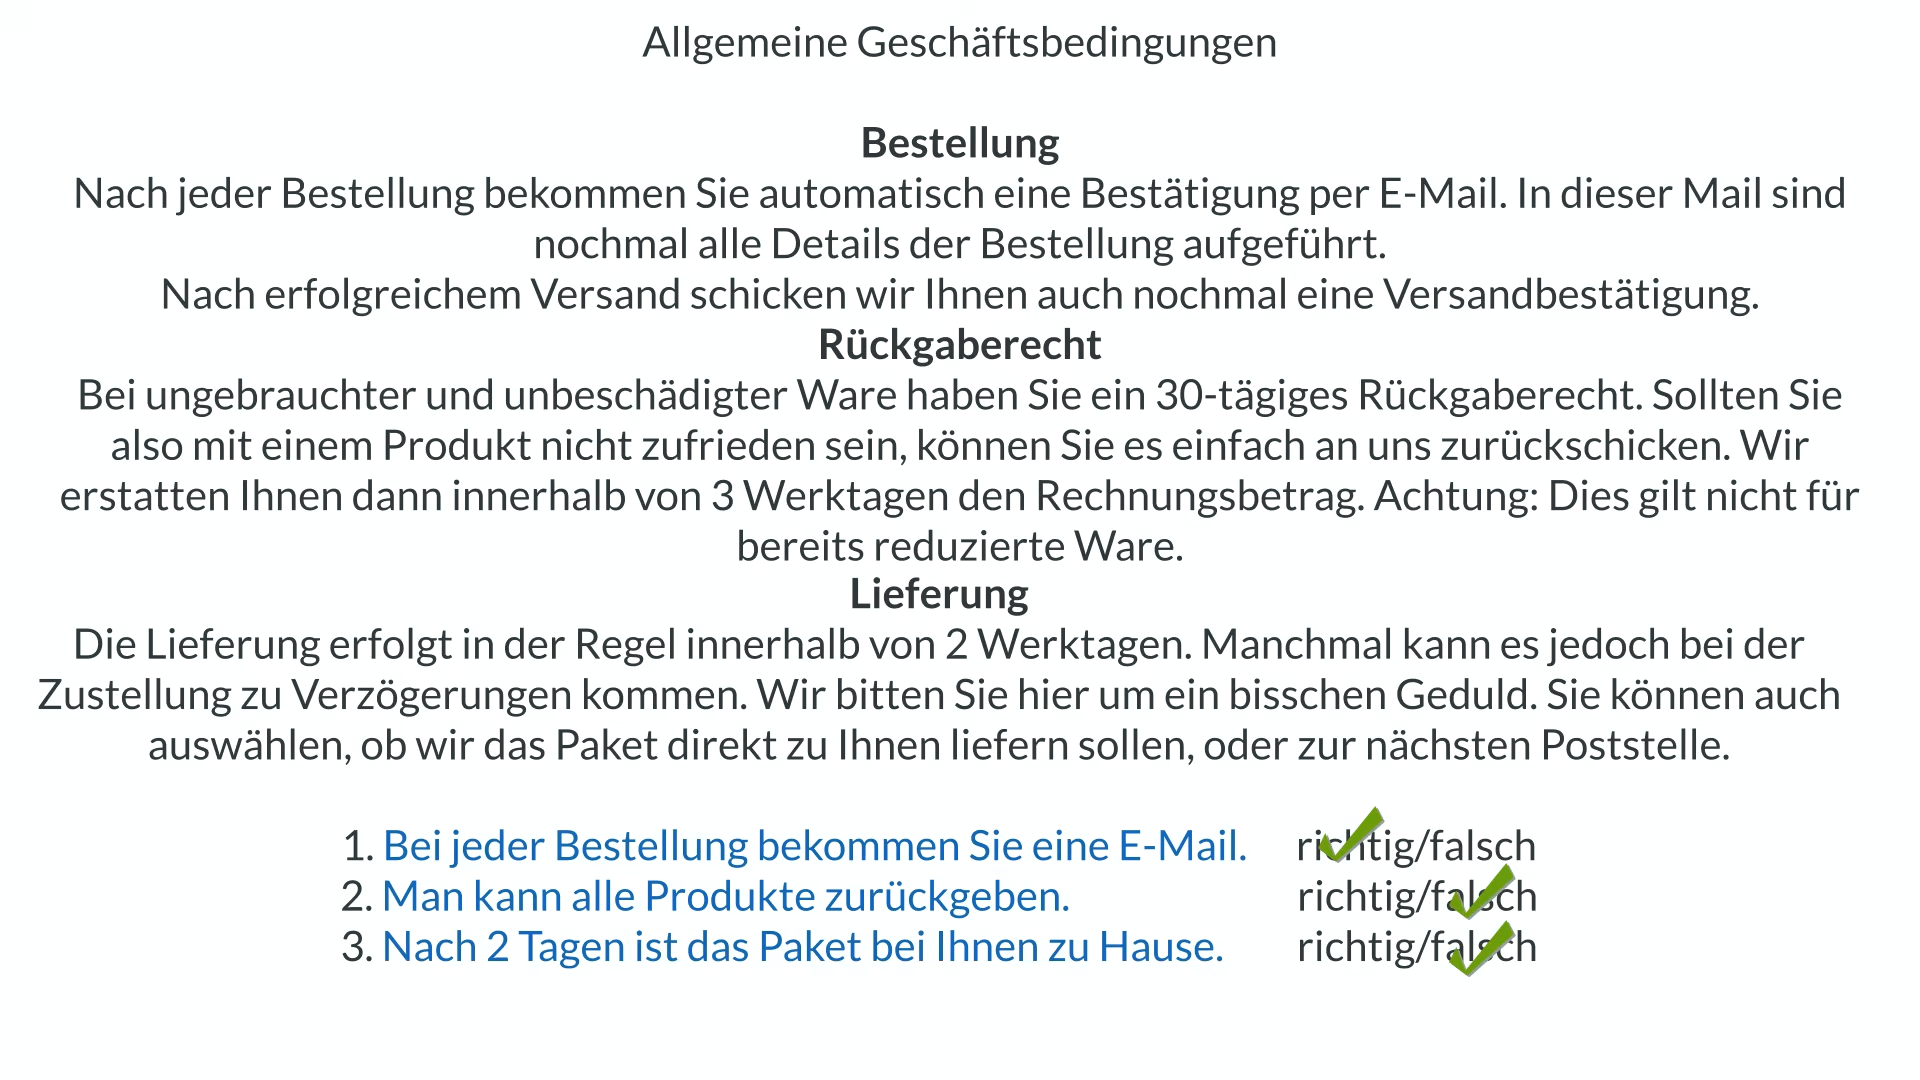 Allgemeine Geschäftsbedingungen
Bestellung
Nach jeder Bestellung bekommen Sie automatisch eine Bestätigung per E-Mail. In dieser Mail sind
nochmal alle Details der Bestellung aufgeführt.
Nach erfolgreichem Versand schicken wir Ihnen auch nochmal eine Versandbestätigung.
Rückgaberecht
Bei ungebrauchter und unbeschädigter Ware haben Sie ein 30-tägiges Rückgaberecht. Sollten Sie
also mit einem Produkt nicht zufrieden sein, können Sie es einfach an uns zurückschicken. Wir
erstatten Ihnen dann innerhalb von 3 Werktagen den Rechnungsbetrag. Achtung: Dies gilt nicht für
bereits reduzierte Ware.
Lieferung
Die Lieferung erfolgt in der Regel innerhalb von 2 Werktagen. Manchmal kann es jedoch bei der
Zustellung zu Verzögerungen kommen. Wir bitten Sie hier um ein bisschen Geduld. Sie können auch
auswählen, ob wir das Paket direkt zu Ihnen liefern sollen, oder zur nächsten Poststelle.
1. Bei jeder Bestellung bekommen Sie eine E-Mail. richtig/falsch
2. Man kann alle Produkte zurückgeben. richtig/falsch
3. Nach 2 Tagen ist das Paket bei Ihnen zu Hause. richtig/falsch